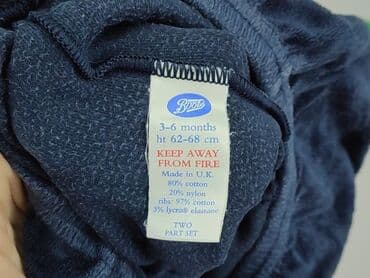 Boots
3-6 months
ht 62-68 cm
KEEP AWAY
FROM FIRE
Made in U.K.
80% cotton
20% nylon
ribs: 97% cotton
3% lycra® elastane
TWO
PART SET